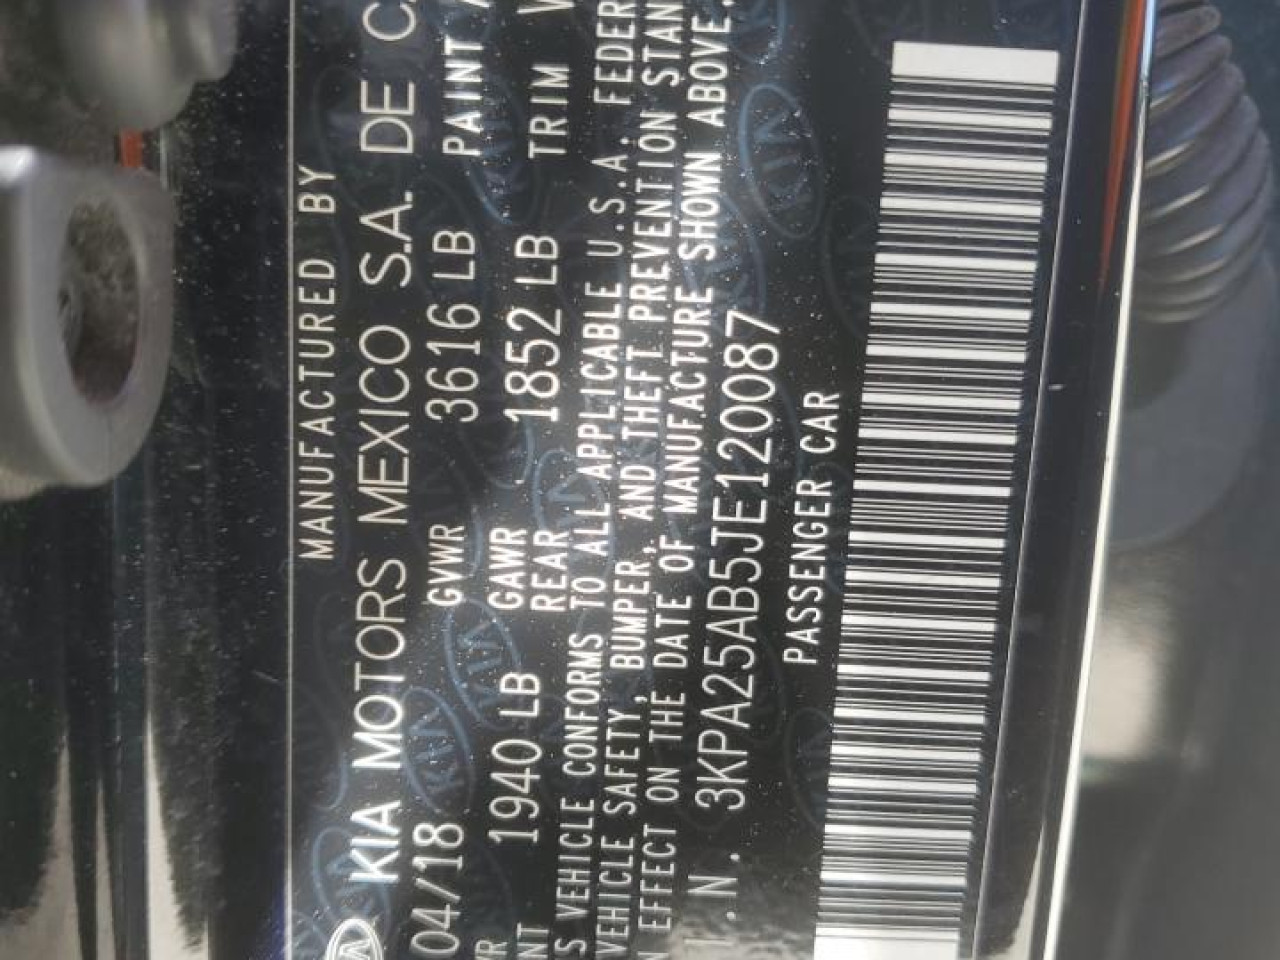 MANUFACTURED BY
KIA MOTORS MEXICO S.A. DE C
04/18 GVWR 3616 LB PAINT
WR 1940 LB GAWR 1852 LB TRIM
NT REAR
S VEHICLE CONFORMS TO ALL APPLICABLE U.S.A. FEDER
VEHICLE SAFETY, BUMPER, AND THEFT PREVENTION STAN
N EFFECT ON THE DATE OF MANUFACTURE SHOWN ABOVE.
I.N. 3KPA25AB5JE120087
PASSENGER CAR